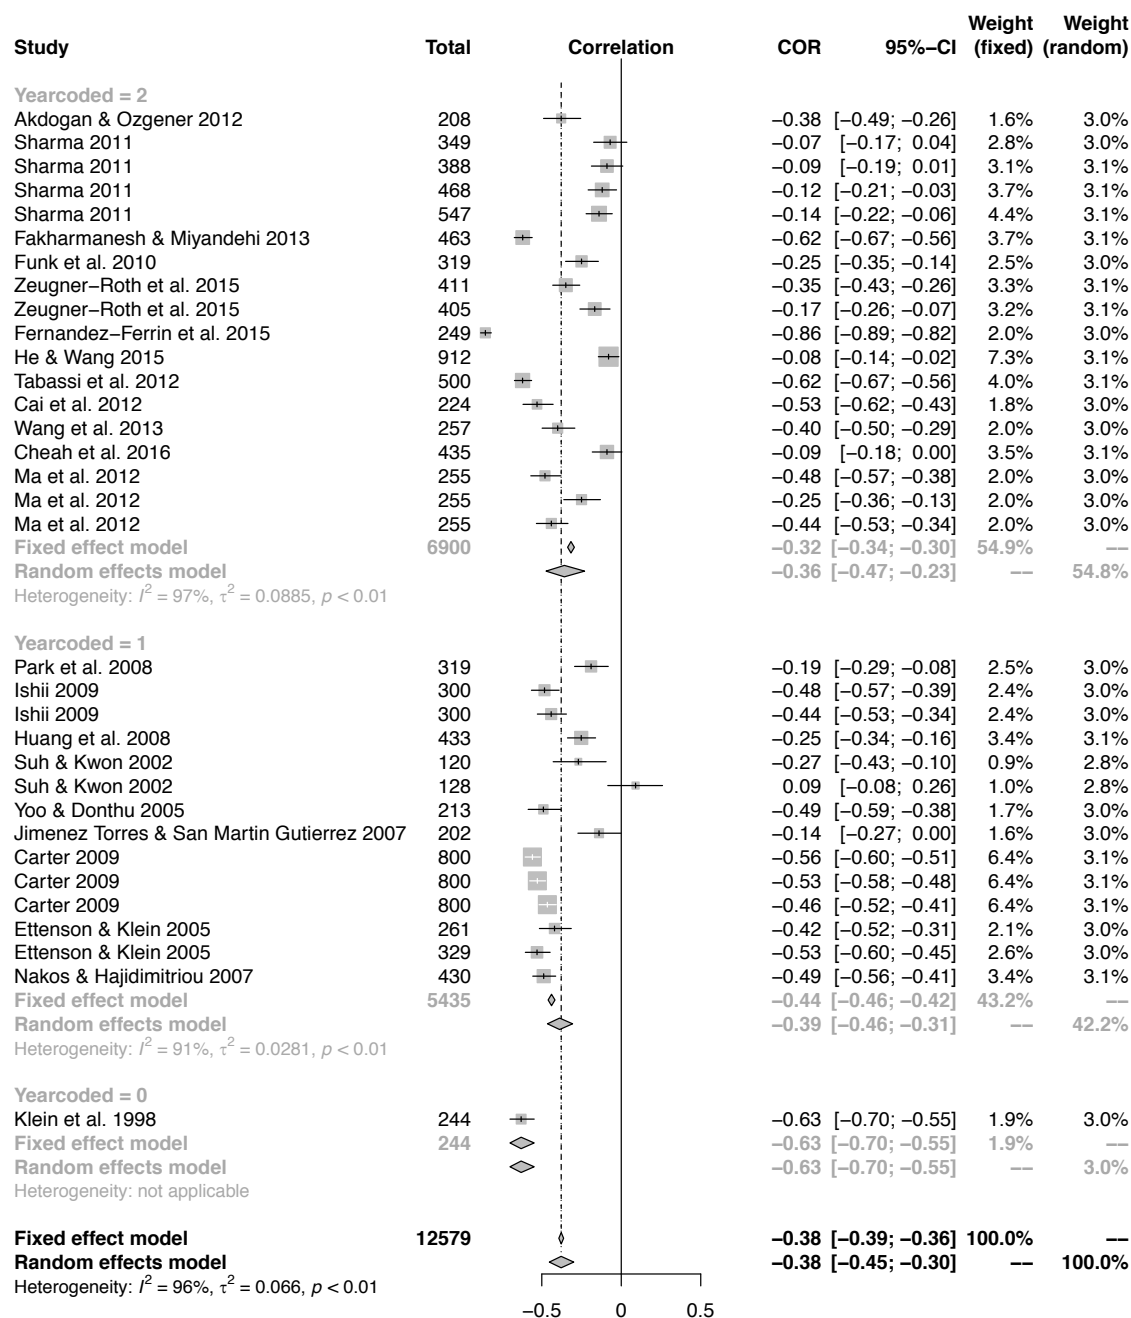 Weight Weight
Study Total Correlation COR 95%−CI (fixed) (random)
Yearcoded = 2
Akdogan & Ozgener 2012 208 −0.38 [−0.49; −0.26] 1.6% 3.0%
Sharma 2011 349 −0.07 [−0.17; 0.04] 2.8% 3.0%
Sharma 2011 388 −0.09 [−0.19; 0.01] 3.1% 3.1%
Sharma 2011 468 −0.12 [−0.21; −0.03] 3.7% 3.1%
Sharma 2011 547 −0.14 [−0.22; −0.06] 4.4% 3.1%
Fakharmanesh & Miyandehi 2013 463 −0.62 [−0.67; −0.56] 3.7% 3.1%
Funk et al. 2010 319 −0.25 [−0.35; −0.14] 2.5% 3.0%
Zeugner−Roth et al. 2015 411 −0.35 [−0.43; −0.26] 3.3% 3.1%
Zeugner−Roth et al. 2015 405 −0.17 [−0.26; −0.07] 3.2% 3.1%
Fernandez−Ferrin et al. 2015 249 −0.86 [−0.89; −0.82] 2.0% 3.0%
He & Wang 2015 912 −0.08 [−0.14; −0.02] 7.3% 3.1%
Tabassi et al. 2012 500 −0.62 [−0.67; −0.56] 4.0% 3.1%
Cai et al. 2012 224 −0.53 [−0.62; −0.43] 1.8% 3.0%
Wang et al. 2013 257 −0.40 [−0.50; −0.29] 2.0% 3.0%
Cheah et al. 2016 435 −0.09 [−0.18; 0.00] 3.5% 3.1%
Ma et al. 2012 255 −0.48 [−0.57; −0.38] 2.0% 3.0%
Ma et al. 2012 255 −0.25 [−0.36; −0.13] 2.0% 3.0%
Ma et al. 2012 255 −0.44 [−0.53; −0.34] 2.0% 3.0%
Fixed effect model 6900 −0.32 [−0.34; −0.30] 54.9% −−
Random effects model −0.36 [−0.47; −0.23] −− 54.8%
Heterogeneity: I² = 97%, τ² = 0.0885, p < 0.01
Yearcoded = 1
Park et al. 2008 319 −0.19 [−0.29; −0.08] 2.5% 3.0%
Ishii 2009 300 −0.48 [−0.57; −0.39] 2.4% 3.0%
Ishii 2009 300 −0.44 [−0.53; −0.34] 2.4% 3.0%
Huang et al. 2008 433 −0.25 [−0.34; −0.16] 3.4% 3.1%
Suh & Kwon 2002 120 −0.27 [−0.43; −0.10] 0.9% 2.8%
Suh & Kwon 2002 128 0.09 [−0.08; 0.26] 1.0% 2.8%
Yoo & Donthu 2005 213 −0.49 [−0.59; −0.38] 1.7% 3.0%
Jimenez Torres & San Martin Gutierrez 2007 202 −0.14 [−0.27; 0.00] 1.6% 3.0%
Carter 2009 800 −0.56 [−0.60; −0.51] 6.4% 3.1%
Carter 2009 800 −0.53 [−0.58; −0.48] 6.4% 3.1%
Carter 2009 800 −0.46 [−0.52; −0.41] 6.4% 3.1%
Ettenson & Klein 2005 261 −0.42 [−0.52; −0.31] 2.1% 3.0%
Ettenson & Klein 2005 329 −0.53 [−0.60; −0.45] 2.6% 3.0%
Nakos & Hajidimitriou 2007 430 −0.49 [−0.56; −0.41] 3.4% 3.1%
Fixed effect model 5435 −0.44 [−0.46; −0.42] 43.2% −−
Random effects model −0.39 [−0.46; −0.31] −− 42.2%
Heterogeneity: I² = 91%, τ² = 0.0281, p < 0.01
Yearcoded = 0
Klein et al. 1998 244 −0.63 [−0.70; −0.55] 1.9% 3.0%
Fixed effect model 244 −0.63 [−0.70; −0.55] 1.9% −−
Random effects model −0.63 [−0.70; −0.55] −− 3.0%
Heterogeneity: not applicable
Fixed effect model 12579 −0.38 [−0.39; −0.36] 100.0% −−
Random effects model −0.38 [−0.45; −0.30] −− 100.0%
Heterogeneity: I² = 96%, τ² = 0.066, p < 0.01
−0.5 0 0.5